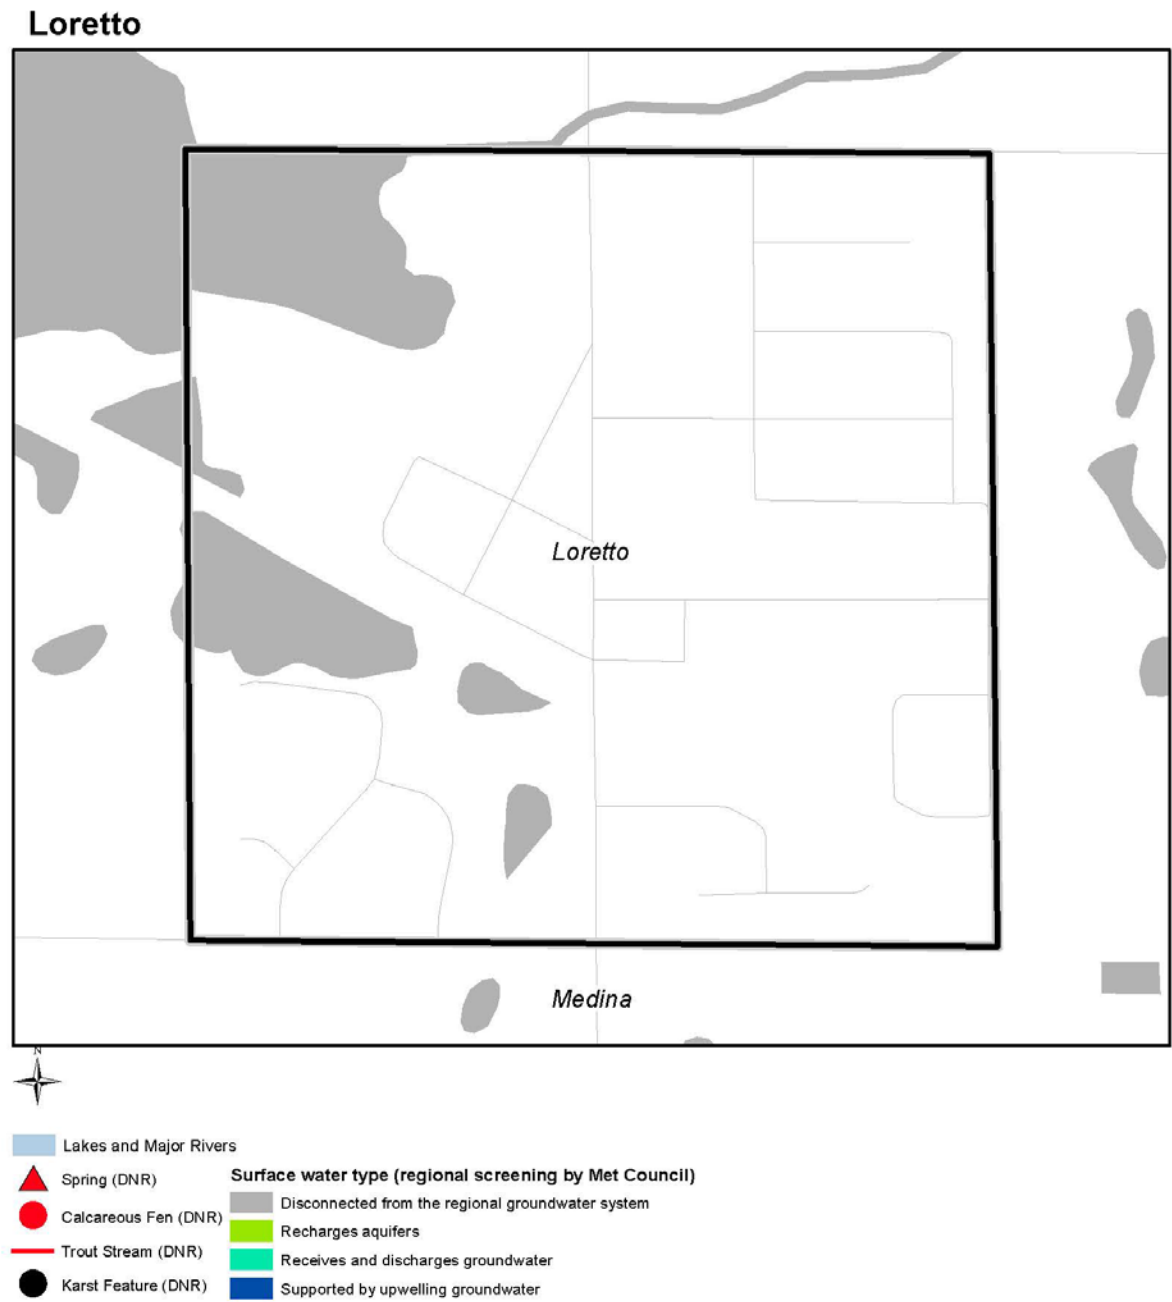 Loretto
Loretto
Medina
N
Lakes and Major Rivers
Spring (DNR)
Calcareous Fen (DNR)
Trout Stream (DNR)
Karst Feature (DNR)
Surface water type (regional screening by Met Council)
Disconnected from the regional groundwater system
Recharges aquifers
Receives and discharges groundwater
Supported by upwelling groundwater